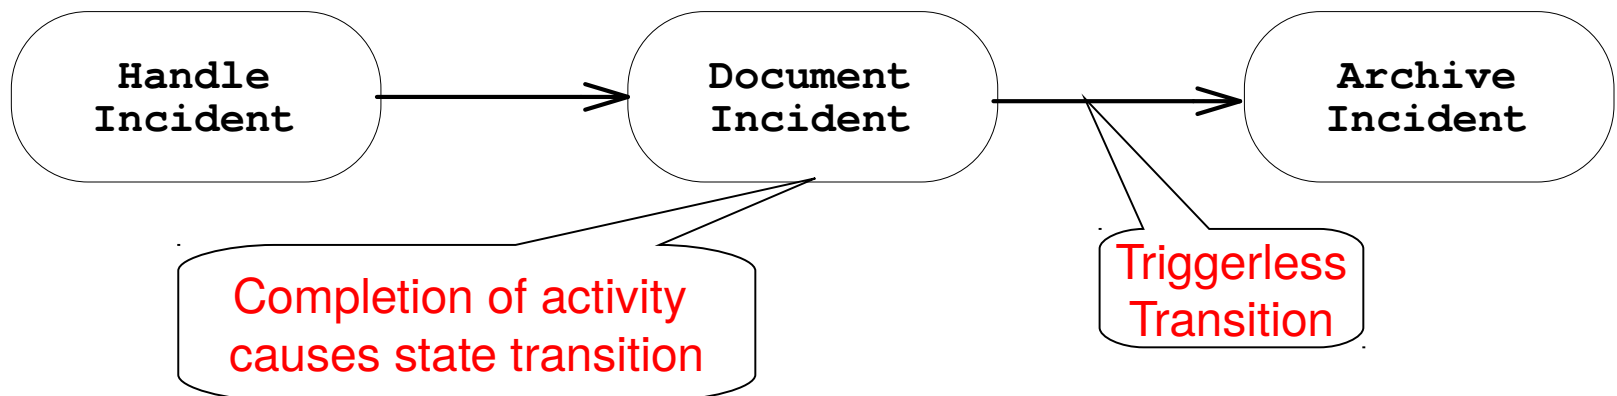 Handle
Incident
Document
Incident
Archive
Incident
Completion of activity
causes state transition
Triggerless
Transition